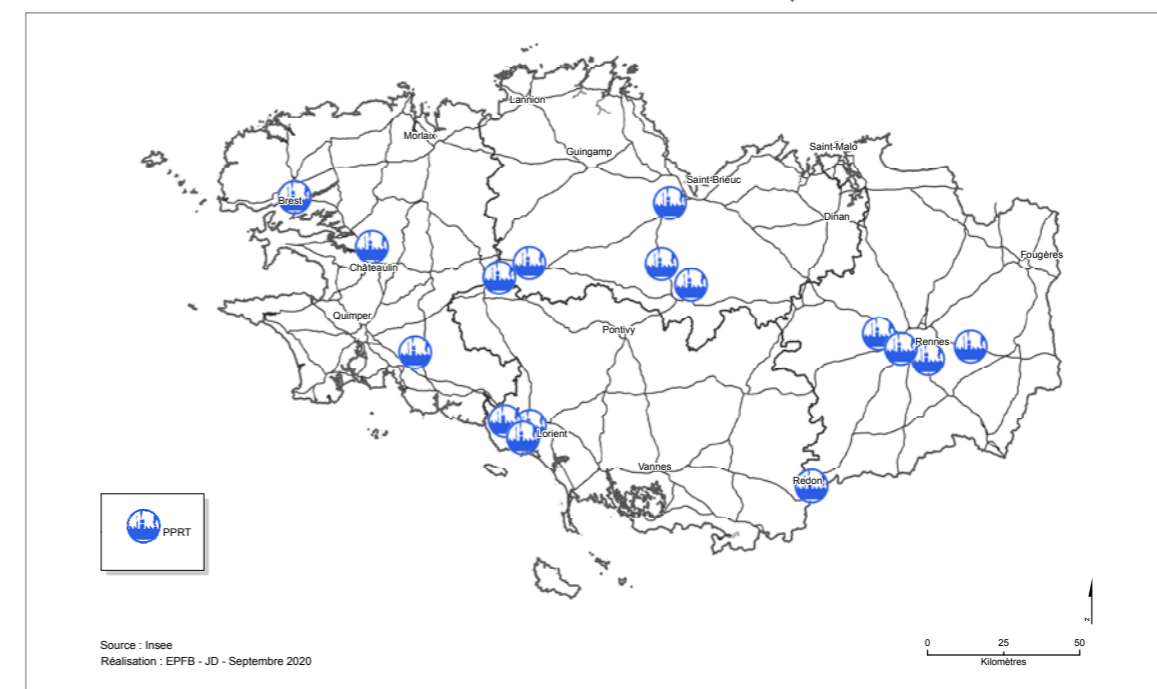 Lannion
Morlaix
Guingamp
Saint-Malo
Saint-Brieuc
Brest
Dinan
Fougères
Châteaulin
Quimper
Pontivy
Rennes
Lorient
Vannes
Redon
PPRT
z
Source : Insee
Réalisation : EPFB - JD - Septembre 2020
0 25 50
Kilomètres